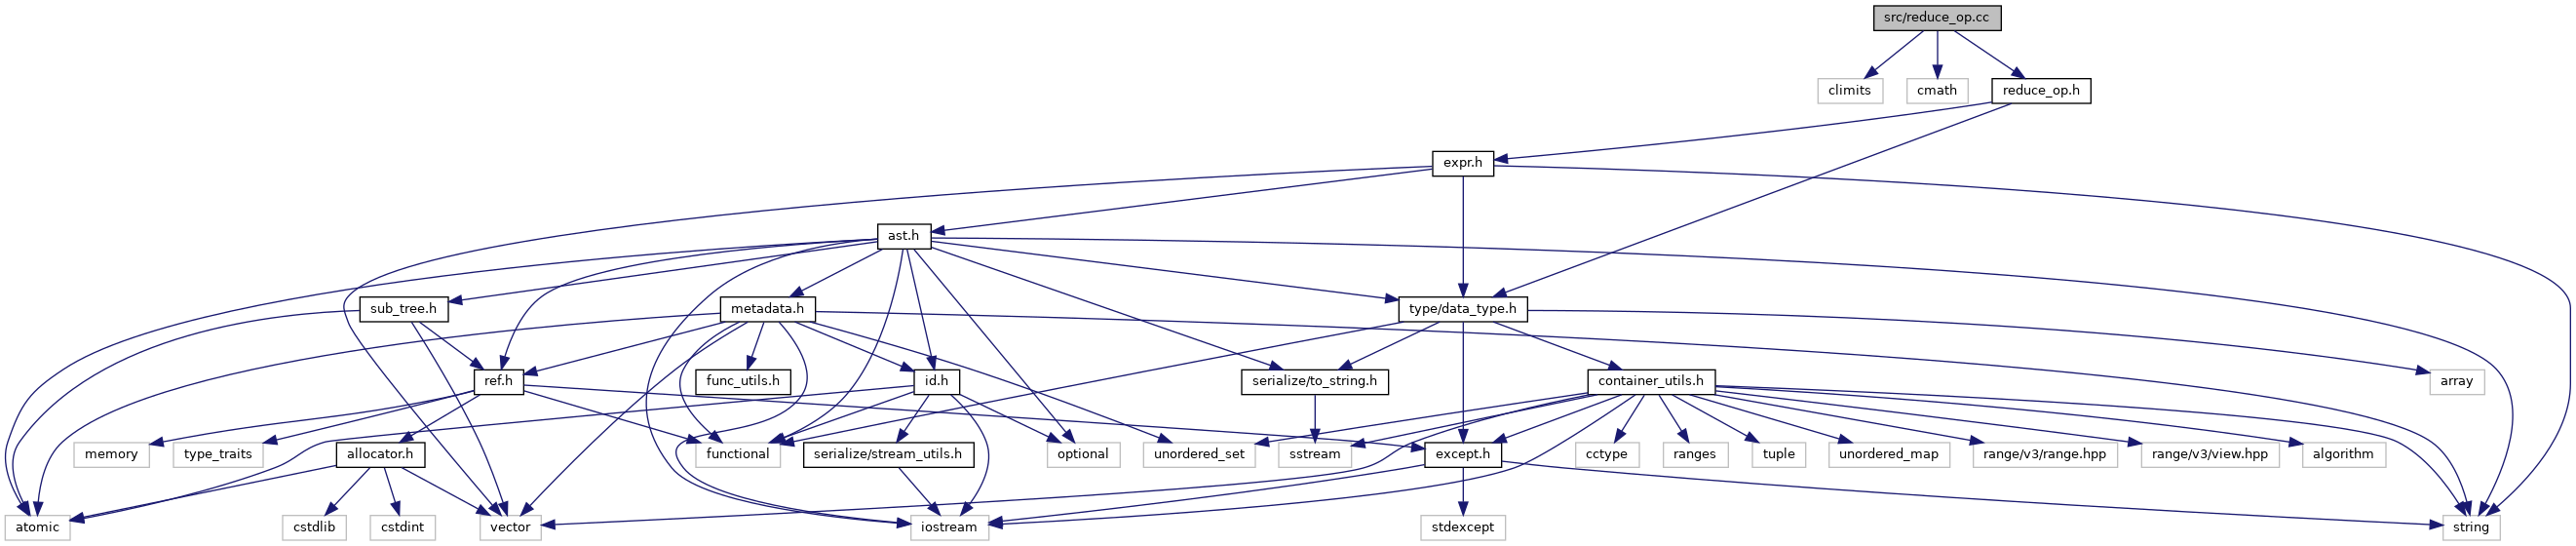 src/reduce_op.cc
climits
cmath
reduce_op.h
expr.h
ast.h
sub_tree.h
metadata.h
type/data_type.h
ref.h
func_utils.h
id.h
serialize/to_string.h
container_utils.h
array
memory
type_traits
allocator.h
functional
serialize/stream_utils.h
optional
unordered_set
sstream
except.h
cctype
ranges
tuple
unordered_map
range/v3/range.hpp
range/v3/view.hpp
algorithm
atomic
cstdlib
cstdint
vector
iostream
stdexcept
string